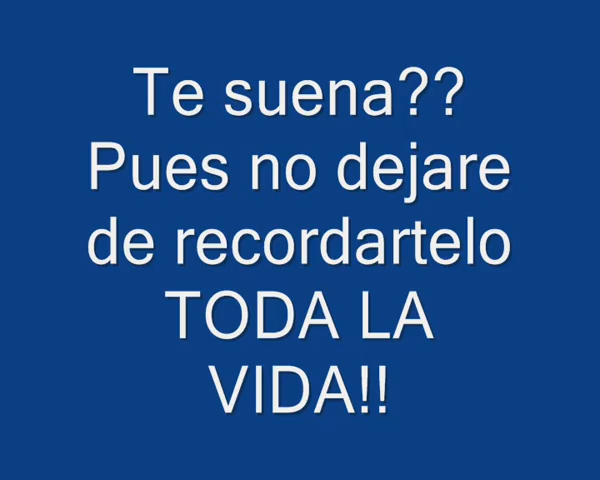 Te suena??
Pues no dejare
de recordartelo
TODA LA
VIDA!!